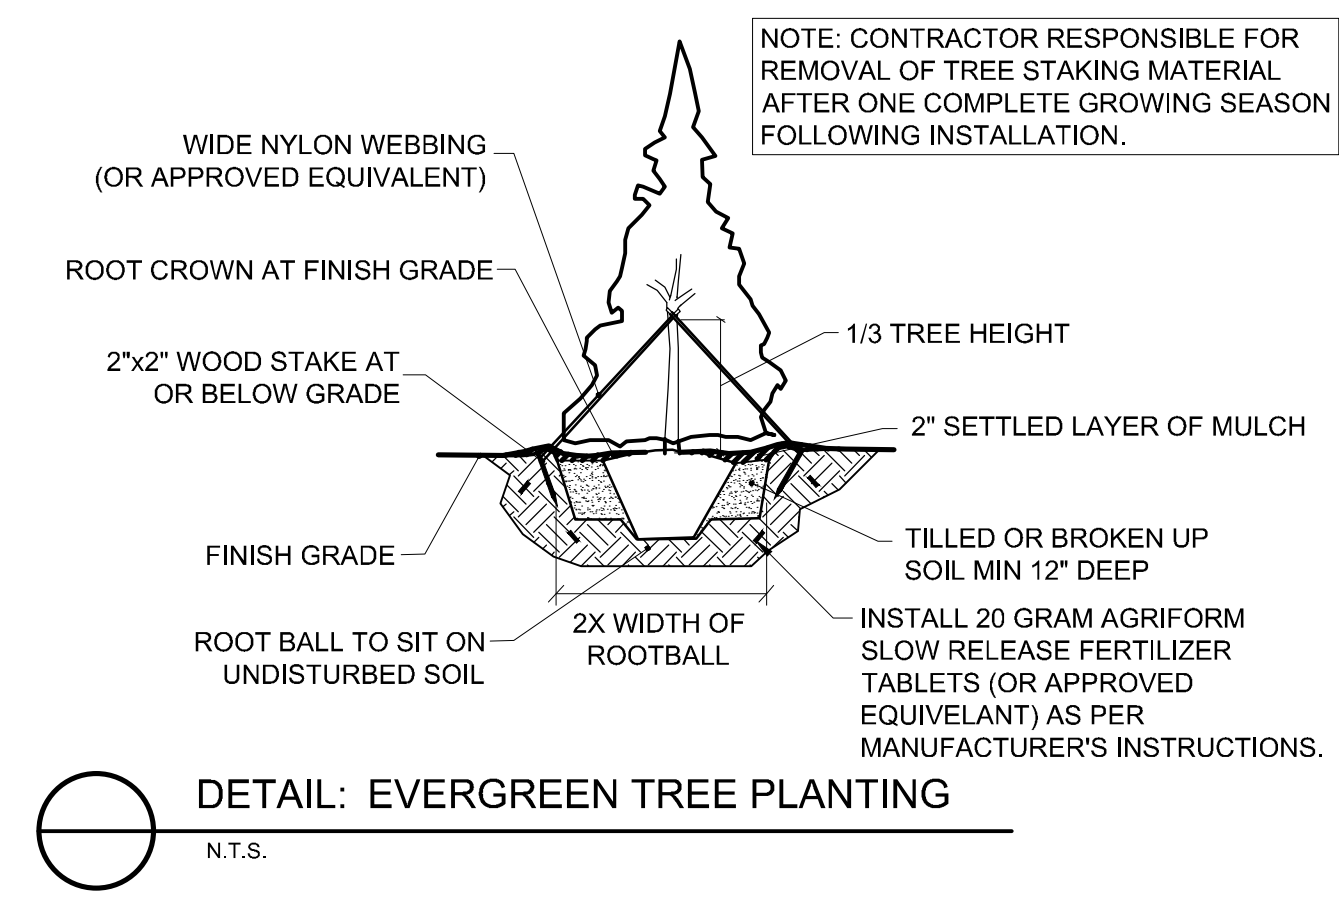 NOTE: CONTRACTOR RESPONSIBLE FOR
REMOVAL OF TREE STAKING MATERIAL
AFTER ONE COMPLETE GROWING SEASON
FOLLOWING INSTALLATION.
WIDE NYLON WEBBING
(OR APPROVED EQUIVALENT)
ROOT CROWN AT FINISH GRADE
2"x2" WOOD STAKE AT
OR BELOW GRADE
FINISH GRADE
ROOT BALL TO SIT ON
UNDISTURBED SOIL
2X WIDTH OF
ROOTBALL
1/3 TREE HEIGHT
2" SETTLED LAYER OF MULCH
TILLED OR BROKEN UP
SOIL MIN 12" DEEP
INSTALL 20 GRAM AGRIFORM
SLOW RELEASE FERTILIZER
TABLETS (OR APPROVED
EQUIVELANT) AS PER
MANUFACTURER'S INSTRUCTIONS.
DETAIL: EVERGREEN TREE PLANTING
N.T.S.